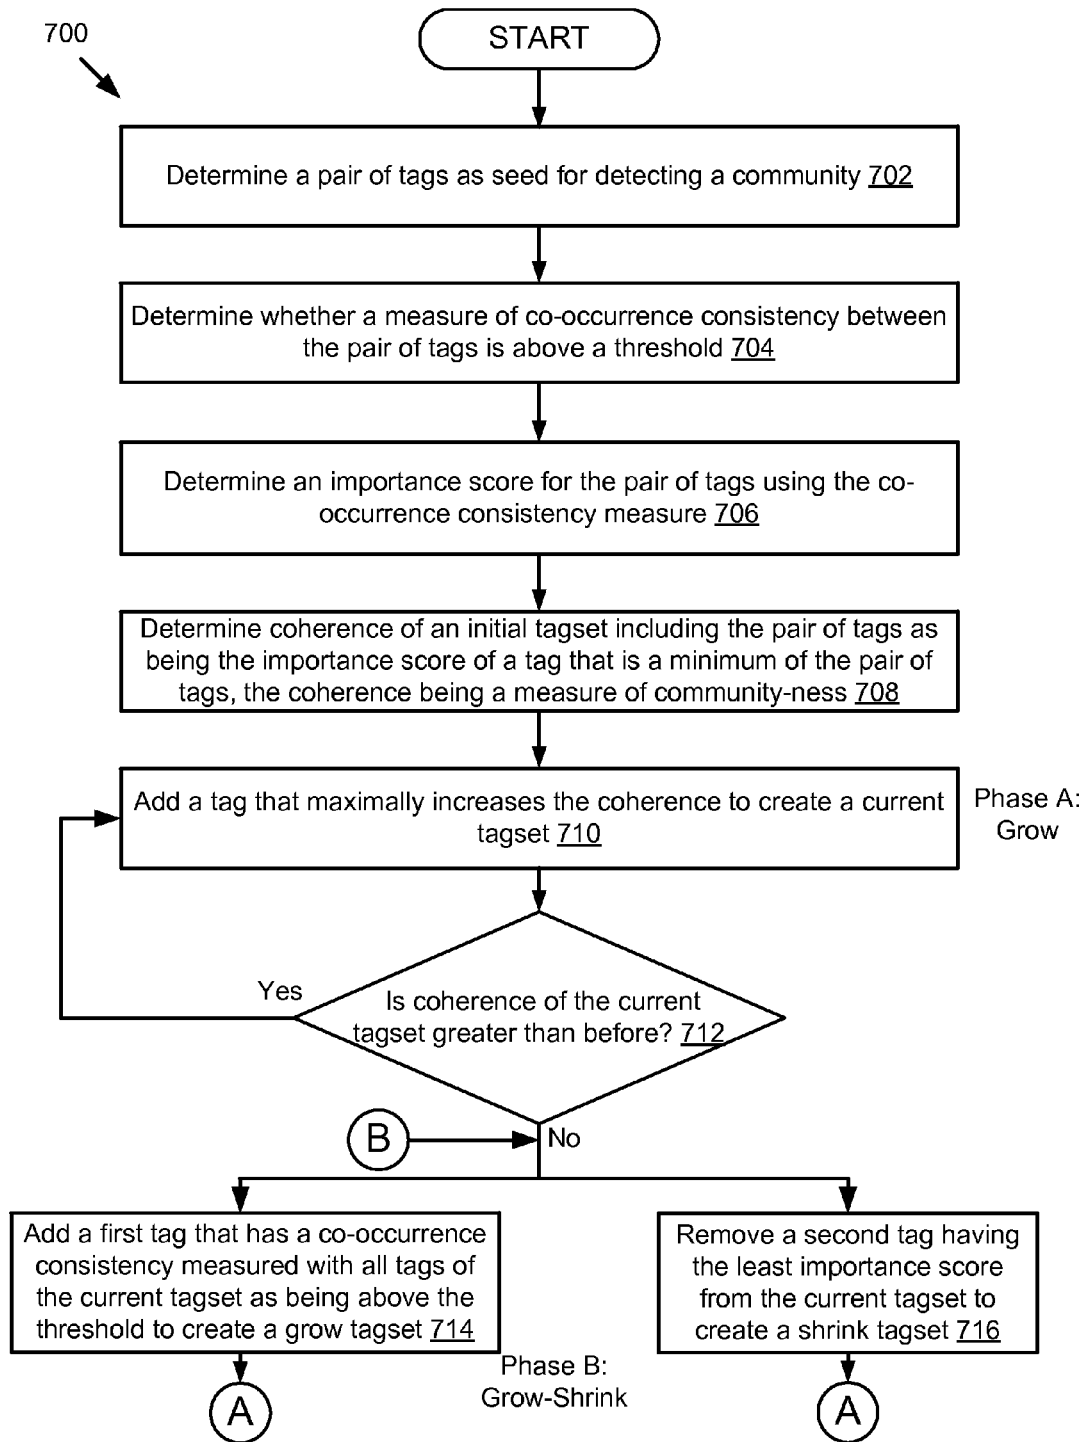 700
START
Determine a pair of tags as seed for detecting a community 702
Determine whether a measure of co-occurrence consistency between
the pair of tags is above a threshold 704
Determine an importance score for the pair of tags using the co-
occurrence consistency measure 706
Determine coherence of an initial tagset including the pair of tags as
being the importance score of a tag that is a minimum of the pair of
tags, the coherence being a measure of community-ness 708
Add a tag that maximally increases the coherence to create a current
tagset 710
Phase A:
Grow
Yes
Is coherence of the current
tagset greater than before? 712
B
No
Add a first tag that has a co-occurrence
consistency measured with all tags of
the current tagset as being above the
threshold to create a grow tagset 714
Remove a second tag having
the least importance score
from the current tagset to
create a shrink tagset 716
Phase B:
Grow-Shrink
A
A